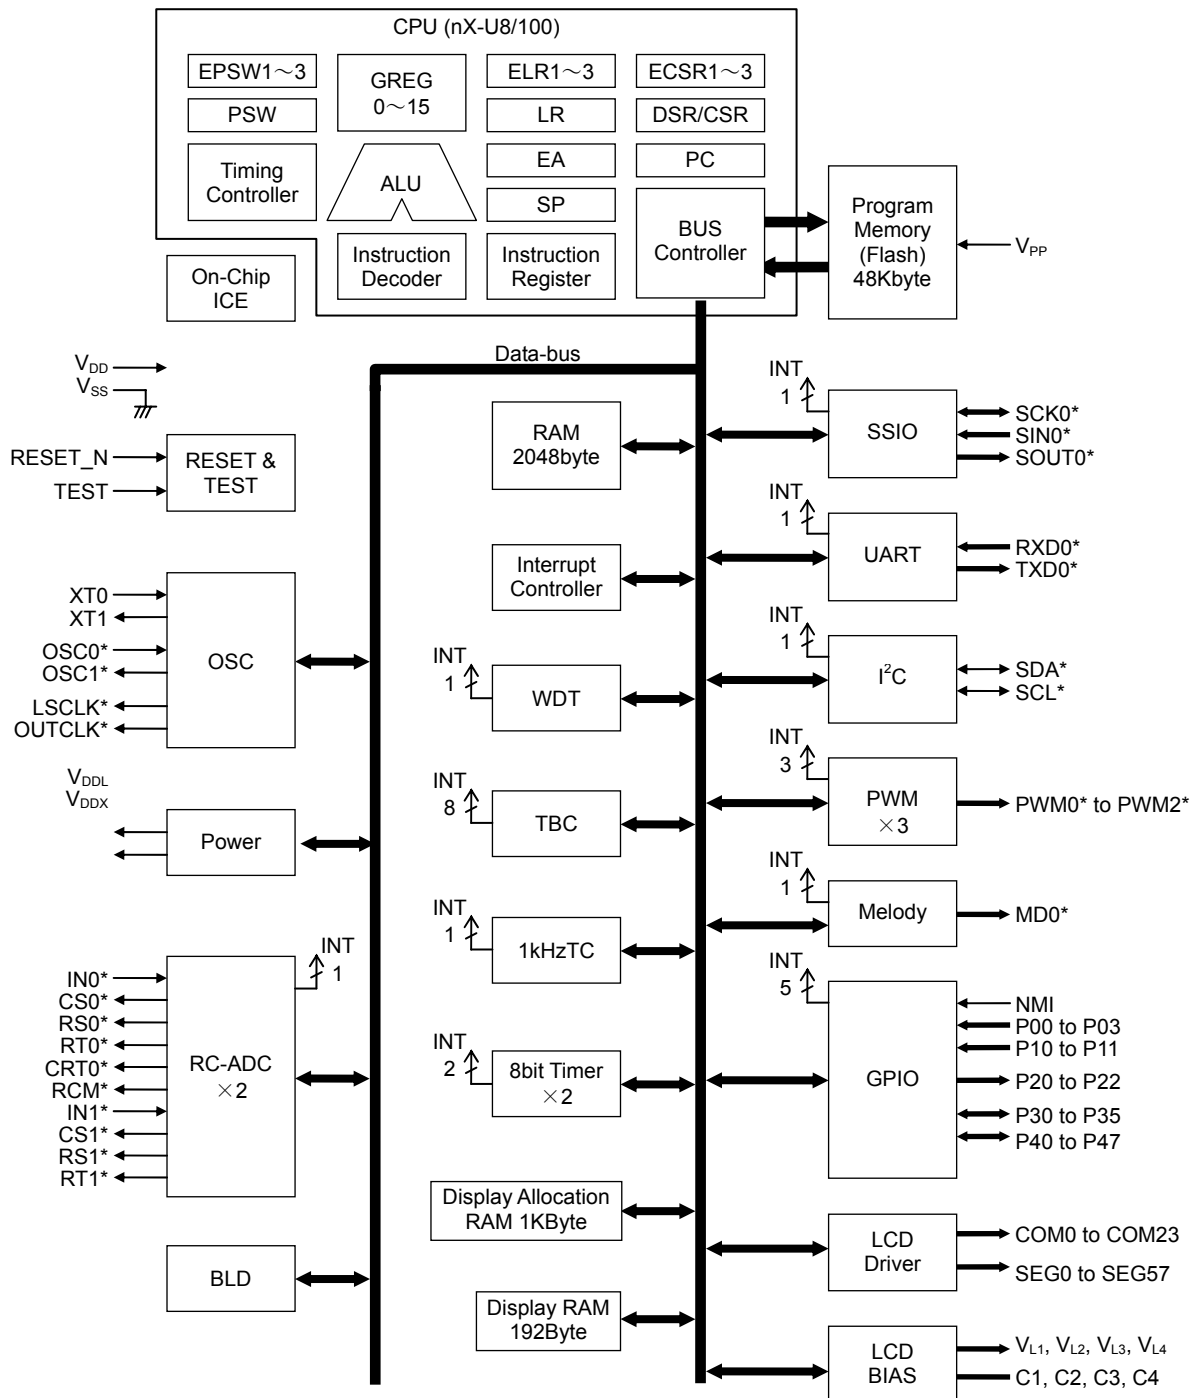 CPU (nX-U8/100)
EPSW1～3
GREG
0～15
ELR1～3
ECSR1～3
PSW
LR
DSR/CSR
Timing
Controller
ALU
EA
PC
SP
BUS
Controller
Program
Memory
(Flash)
48Kbyte
VPP
Instruction
Decoder
Instruction
Register
On-Chip
ICE
Data-bus
VDD
VSS
RESET_N
TEST
RESET &
TEST
RAM
2048byte
INT
1
SSIO
SCK0*
SIN0*
SOUT0*
Interrupt
Controller
INT
1
UART
RXD0*
TXD0*
XT0
XT1
OSC0*
OSC1*
LSCLK*
OUTCLK*
OSC
INT
1
WDT
INT
1
I²C
SDA*
SCL*
VDDL
VDDX
Power
INT
8
TBC
INT
3
PWM
×3
PWM0* to PWM2*
INT
1
Melody
MD0*
INT
1
1kHzTC
IN0*
CS0*
RS0*
RT0*
CRT0*
RCM*
IN1*
CS1*
RS1*
RT1*
RC-ADC
×2
INT
1
INT
2
8bit Timer
×2
INT
5
GPIO
NMI
P00 to P03
P10 to P11
P20 to P22
P30 to P35
P40 to P47
Display Allocation
RAM 1KByte
LCD
Driver
COM0 to COM23
SEG0 to SEG57
BLD
Display RAM
192Byte
LCD
BIAS
VL1, VL2, VL3, VL4
C1, C2, C3, C4